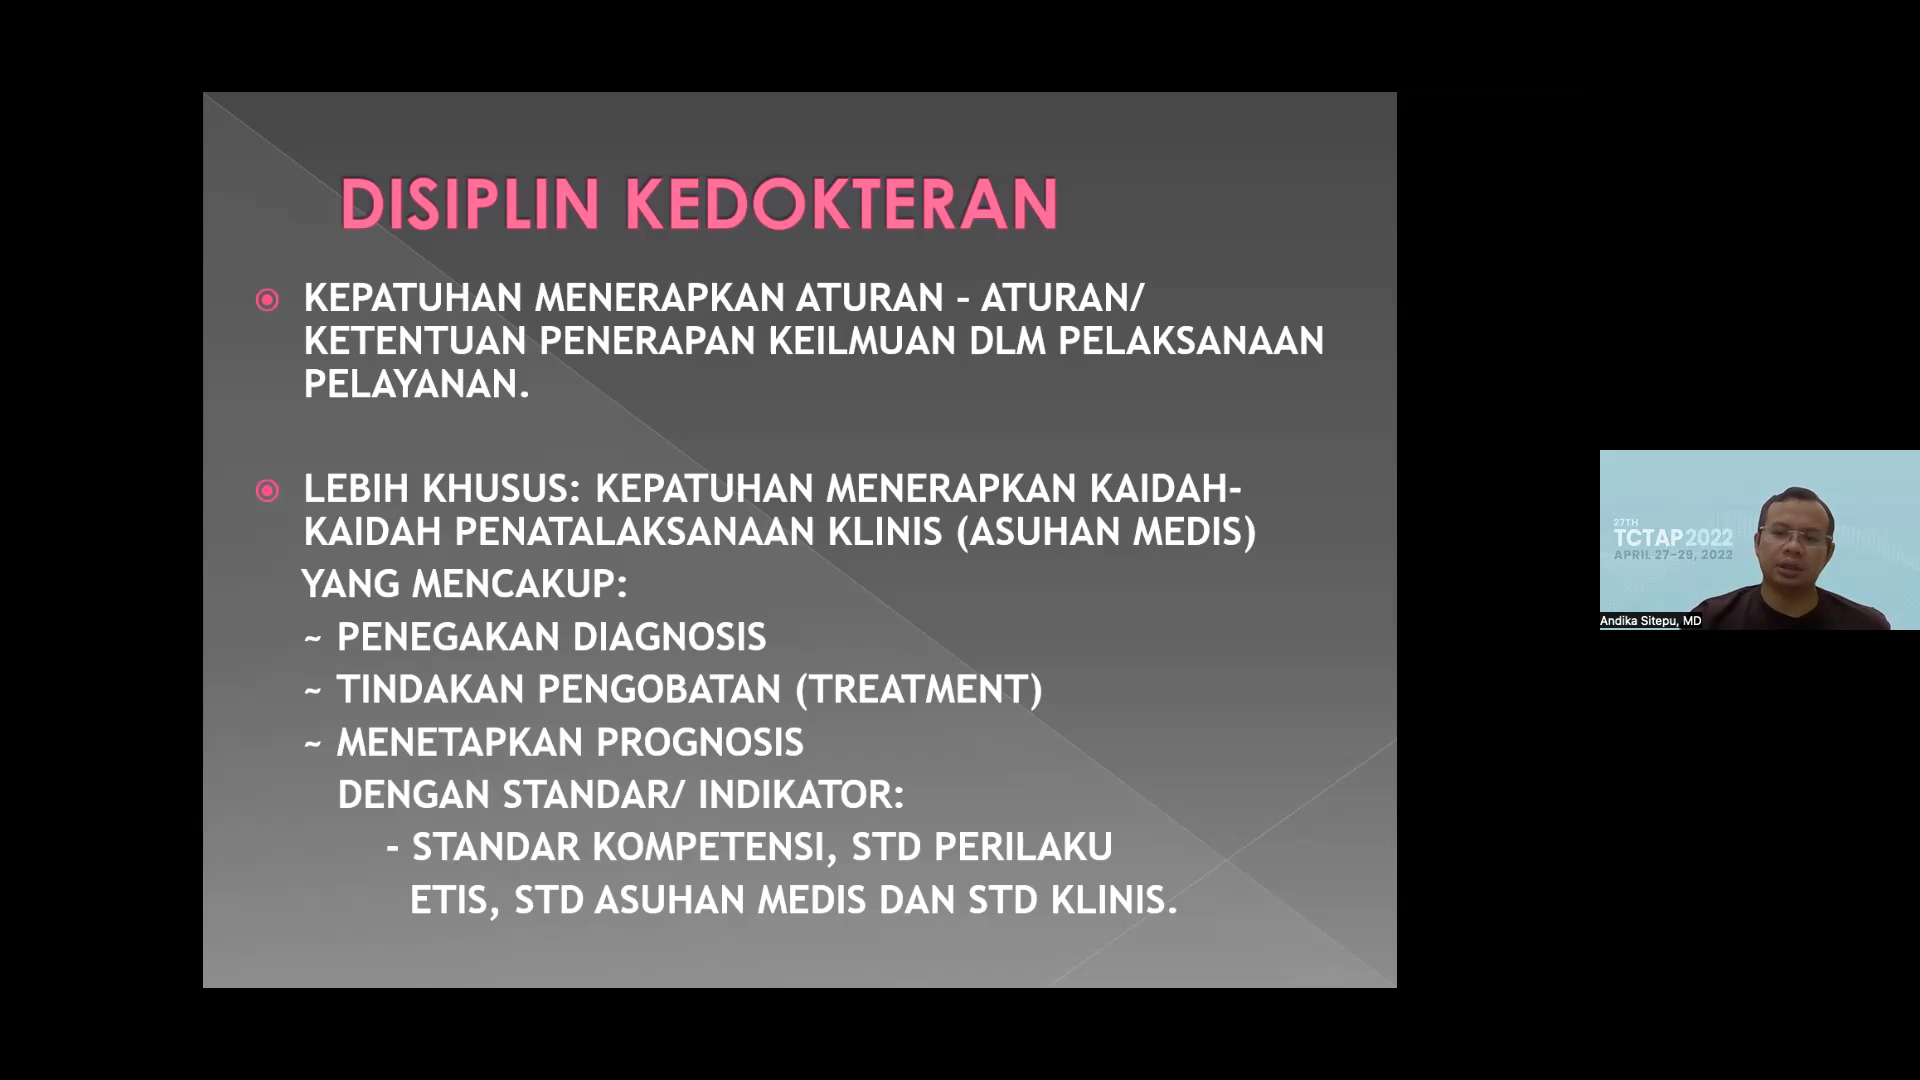 DISIPLIN KEDOKTERAN
KEPATUHAN MENERAPKAN ATURAN - ATURAN/
KETENTUAN PENERAPAN KEILMUAN DLM PELAKSANAAN
PELAYANAN.
LEBIH KHUSUS: KEPATUHAN MENERAPKAN KAIDAH-
KAIDAH PENATALAKSANAAN KLINIS (ASUHAN MEDIS)
YANG MENCAKUP:
~ PENEGAKAN DIAGNOSIS
~ TINDAKAN PENGOBATAN (TREATMENT)
~ MENETAPKAN PROGNOSIS
DENGAN STANDAR/ INDIKATOR:
- STANDAR KOMPETENSI, STD PERILAKU
ETIS, STD ASUHAN MEDIS DAN STD KLINIS.
27TH
TCTAP2022
APRIL 27-29, 2022
Andika Sitepu, MD